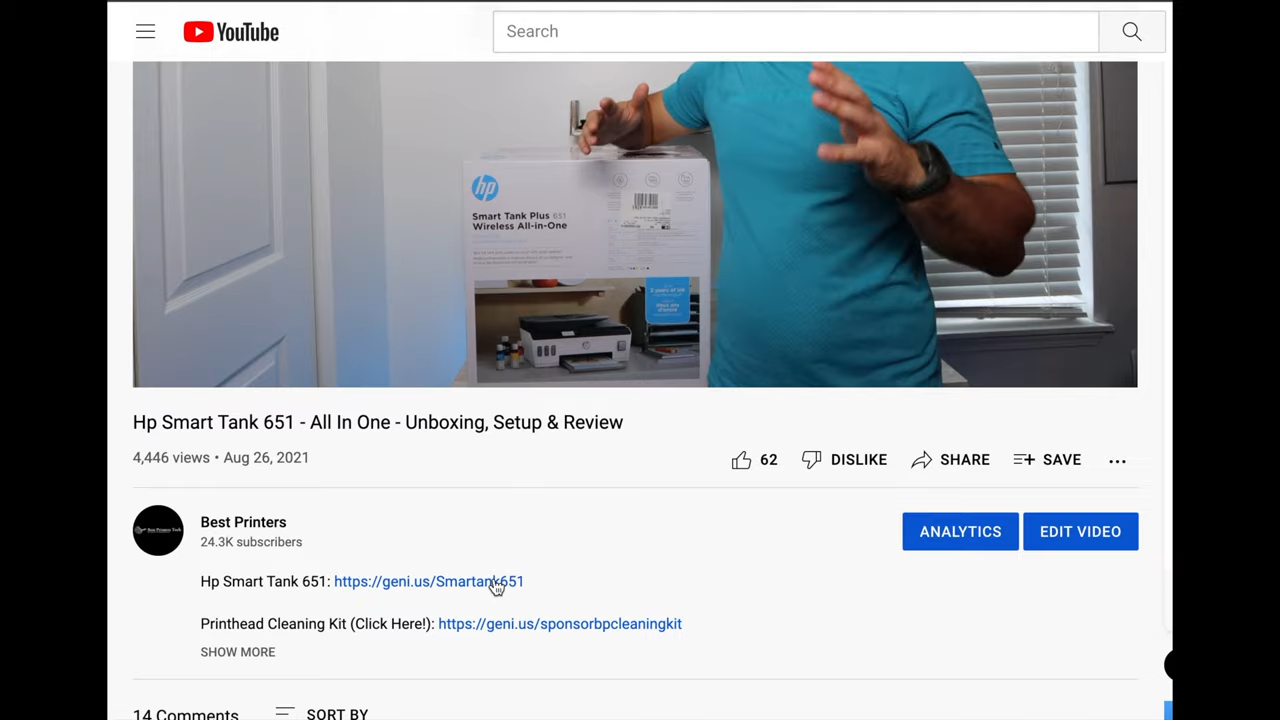 YouTube
Search
hp
Smart Tank Plus 651
Wireless All-in-One
Hp Smart Tank 651 - All In One - Unboxing, Setup & Review
4,446 views • Aug 26, 2021
62
DISLIKE
SHARE
SAVE
Best Printers
24.3K subscribers
ANALYTICS
EDIT VIDEO
Hp Smart Tank 651: https://geni.us/Smartank651
Printhead Cleaning Kit (Click Here!): https://geni.us/sponsorbpcleaningkit
SHOW MORE
14 Comments
SORT BY